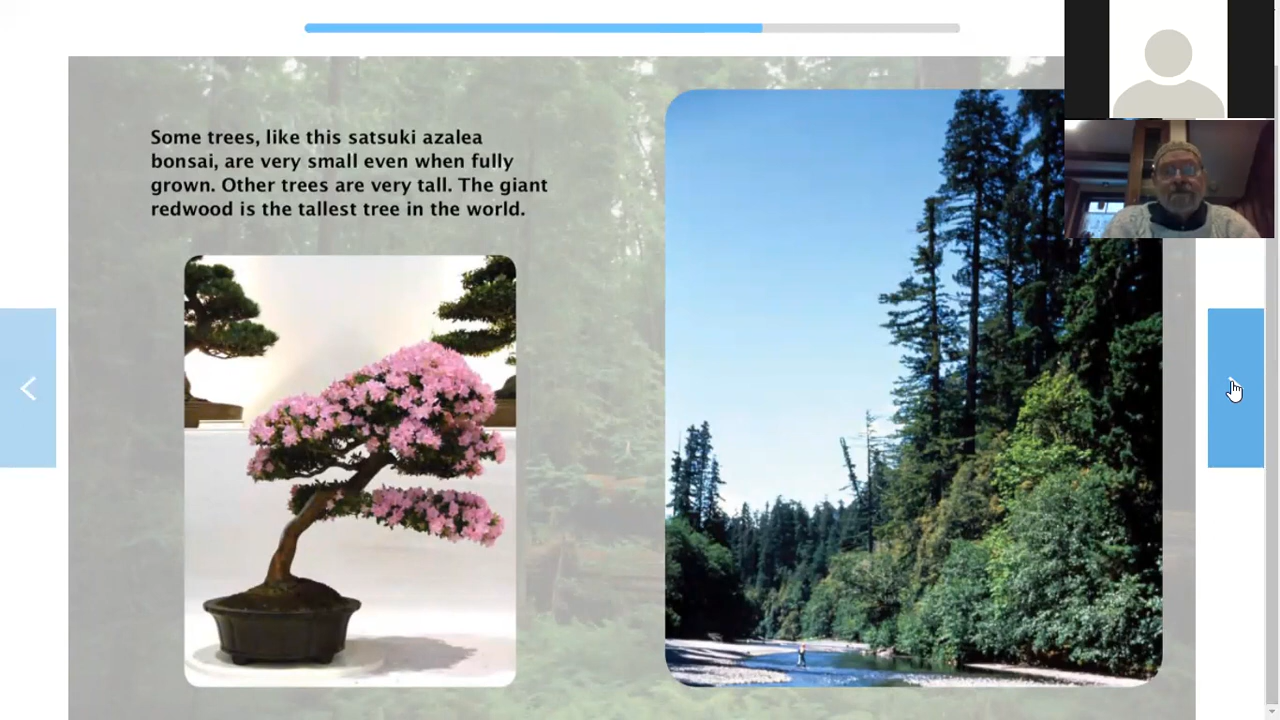 Some trees, like this satsuki azalea
bonsai, are very small even when fully
grown. Other trees are very tall. The giant
redwood is the tallest tree in the world.